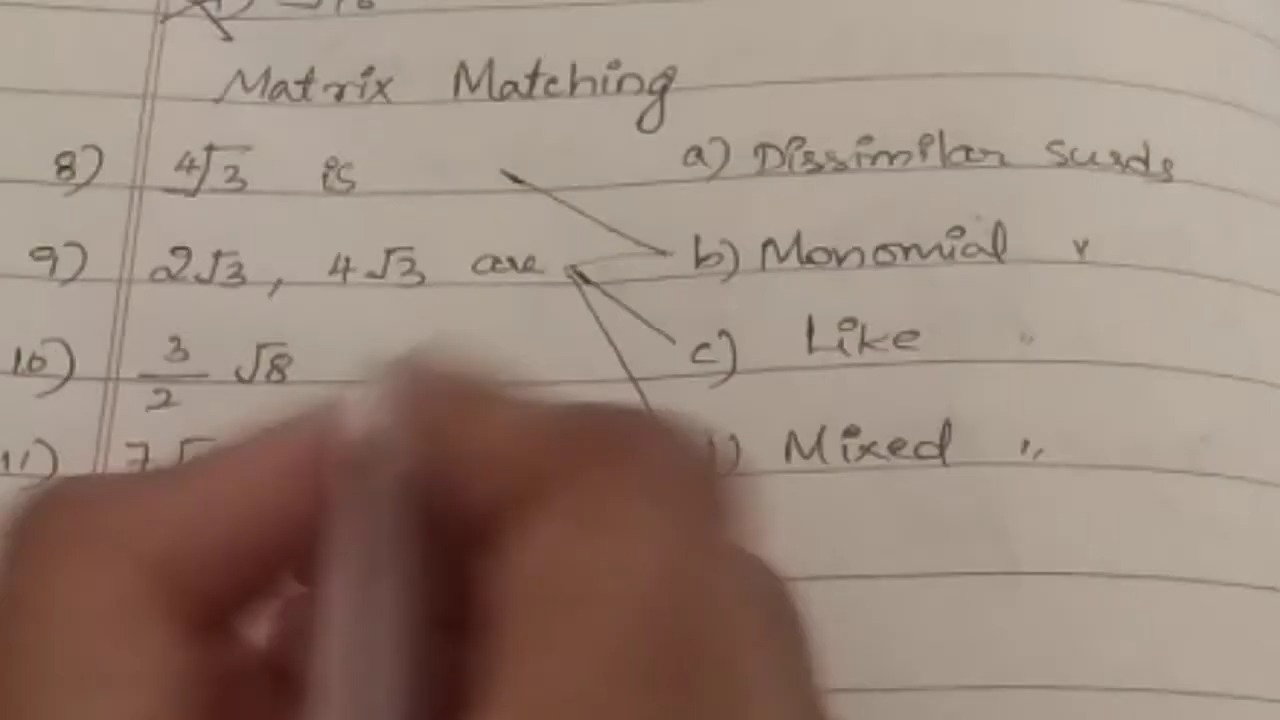 Matrix Matching
8) ∜3 is a) Dissimilar surds
9) 2√3, 4√3 are b) Monomial "
10) 3/2 √8 c) Like "
11) 7√ d) Mixed "